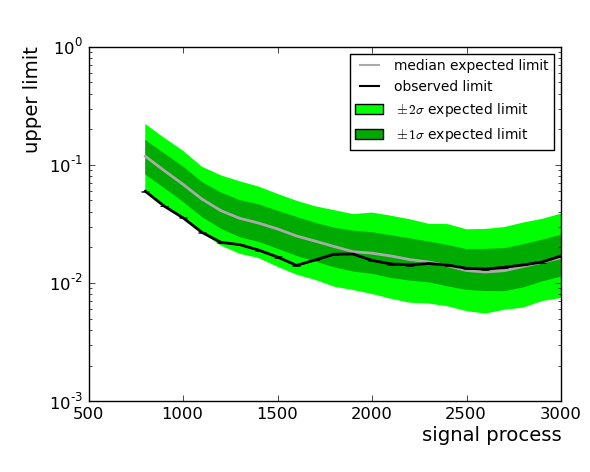 upper limit
10^0
10^-1
10^-2
10^-3
median expected limit
observed limit
±2σ expected limit
±1σ expected limit
500 1000 1500 2000 2500 3000
signal process